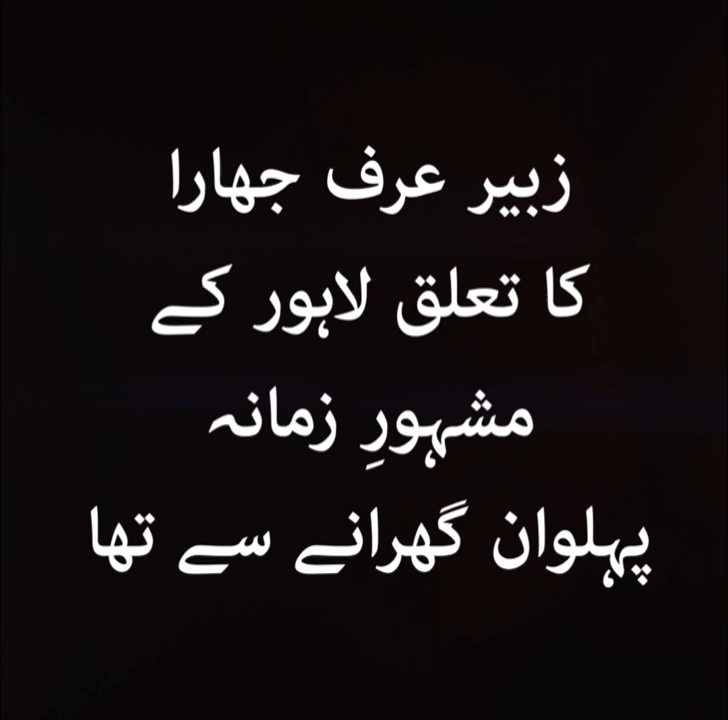 زبیر عرف جھارا
کا تعلق لاہور کے
مشہورِ زمانہ
پہلوان گھرانے سے تھا